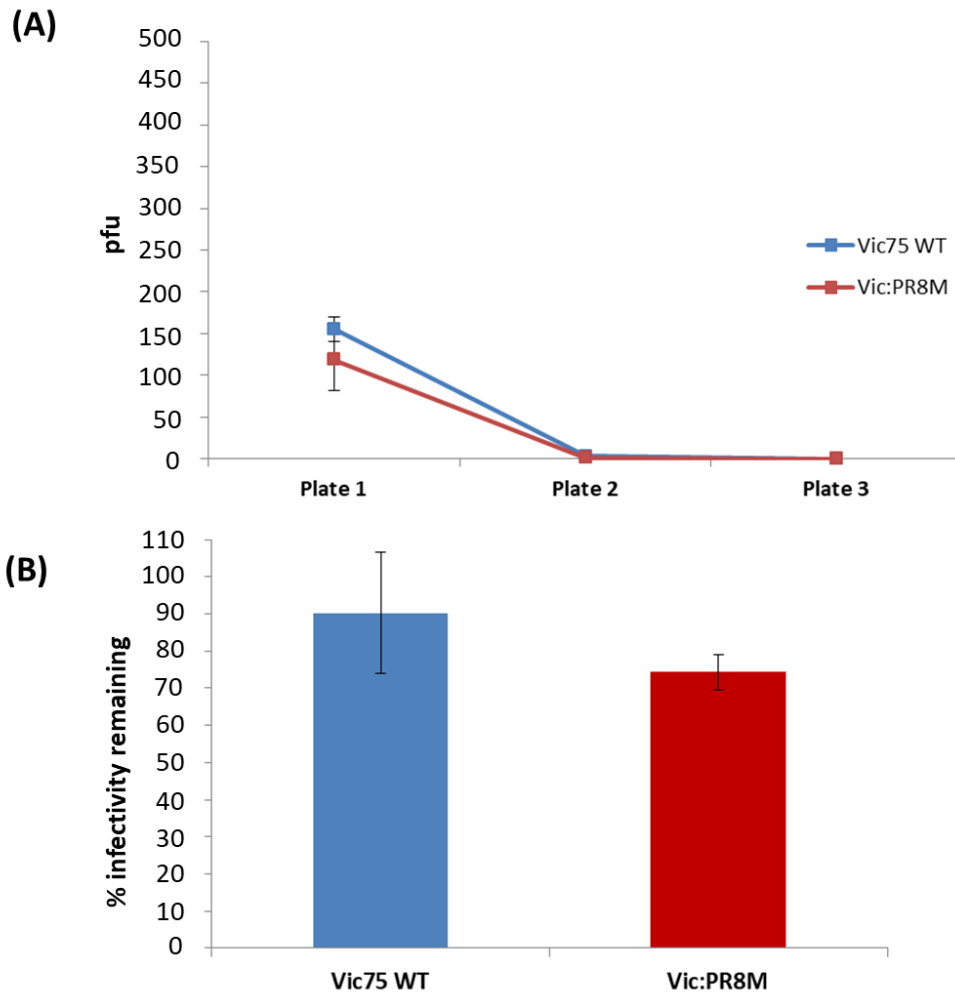 (A)
500
450
400
350
300
250
200
150
100
50
0
pfu
Vic75 WT
Vic:PR8M
Plate 1 Plate 2 Plate 3
(B)
110
100
90
80
70
60
50
40
30
20
10
0
% infectivity remaining
Vic75 WT Vic:PR8M